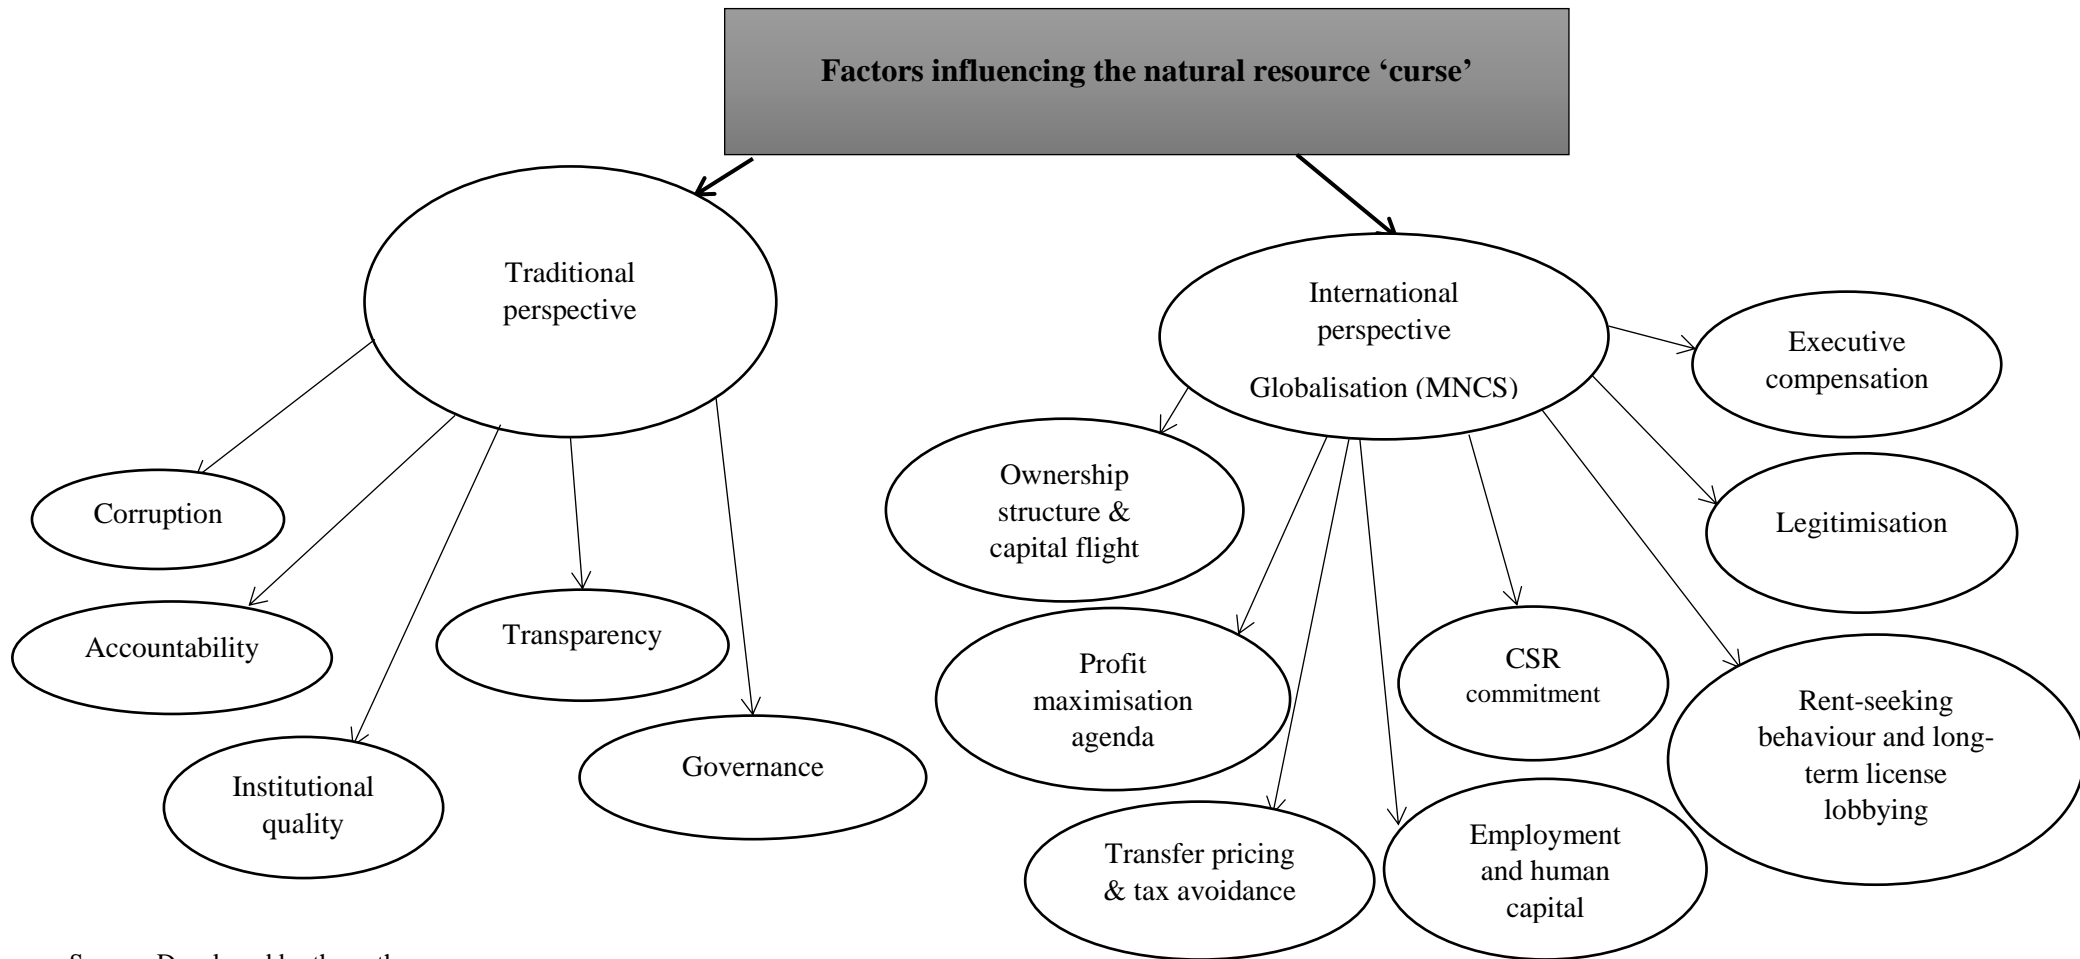 Factors influencing the natural resource ‘curse’
Traditional
perspective
International
perspective
Globalisation (MNCS)
Executive
compensation
Ownership
structure &
capital flight
Corruption
Legitimisation
Accountability
Transparency
Profit
maximisation
agenda
CSR
commitment
Rent-seeking
behaviour and long-
term license
lobbying
Institutional
quality
Governance
Transfer pricing
& tax avoidance
Employment
and human
capital